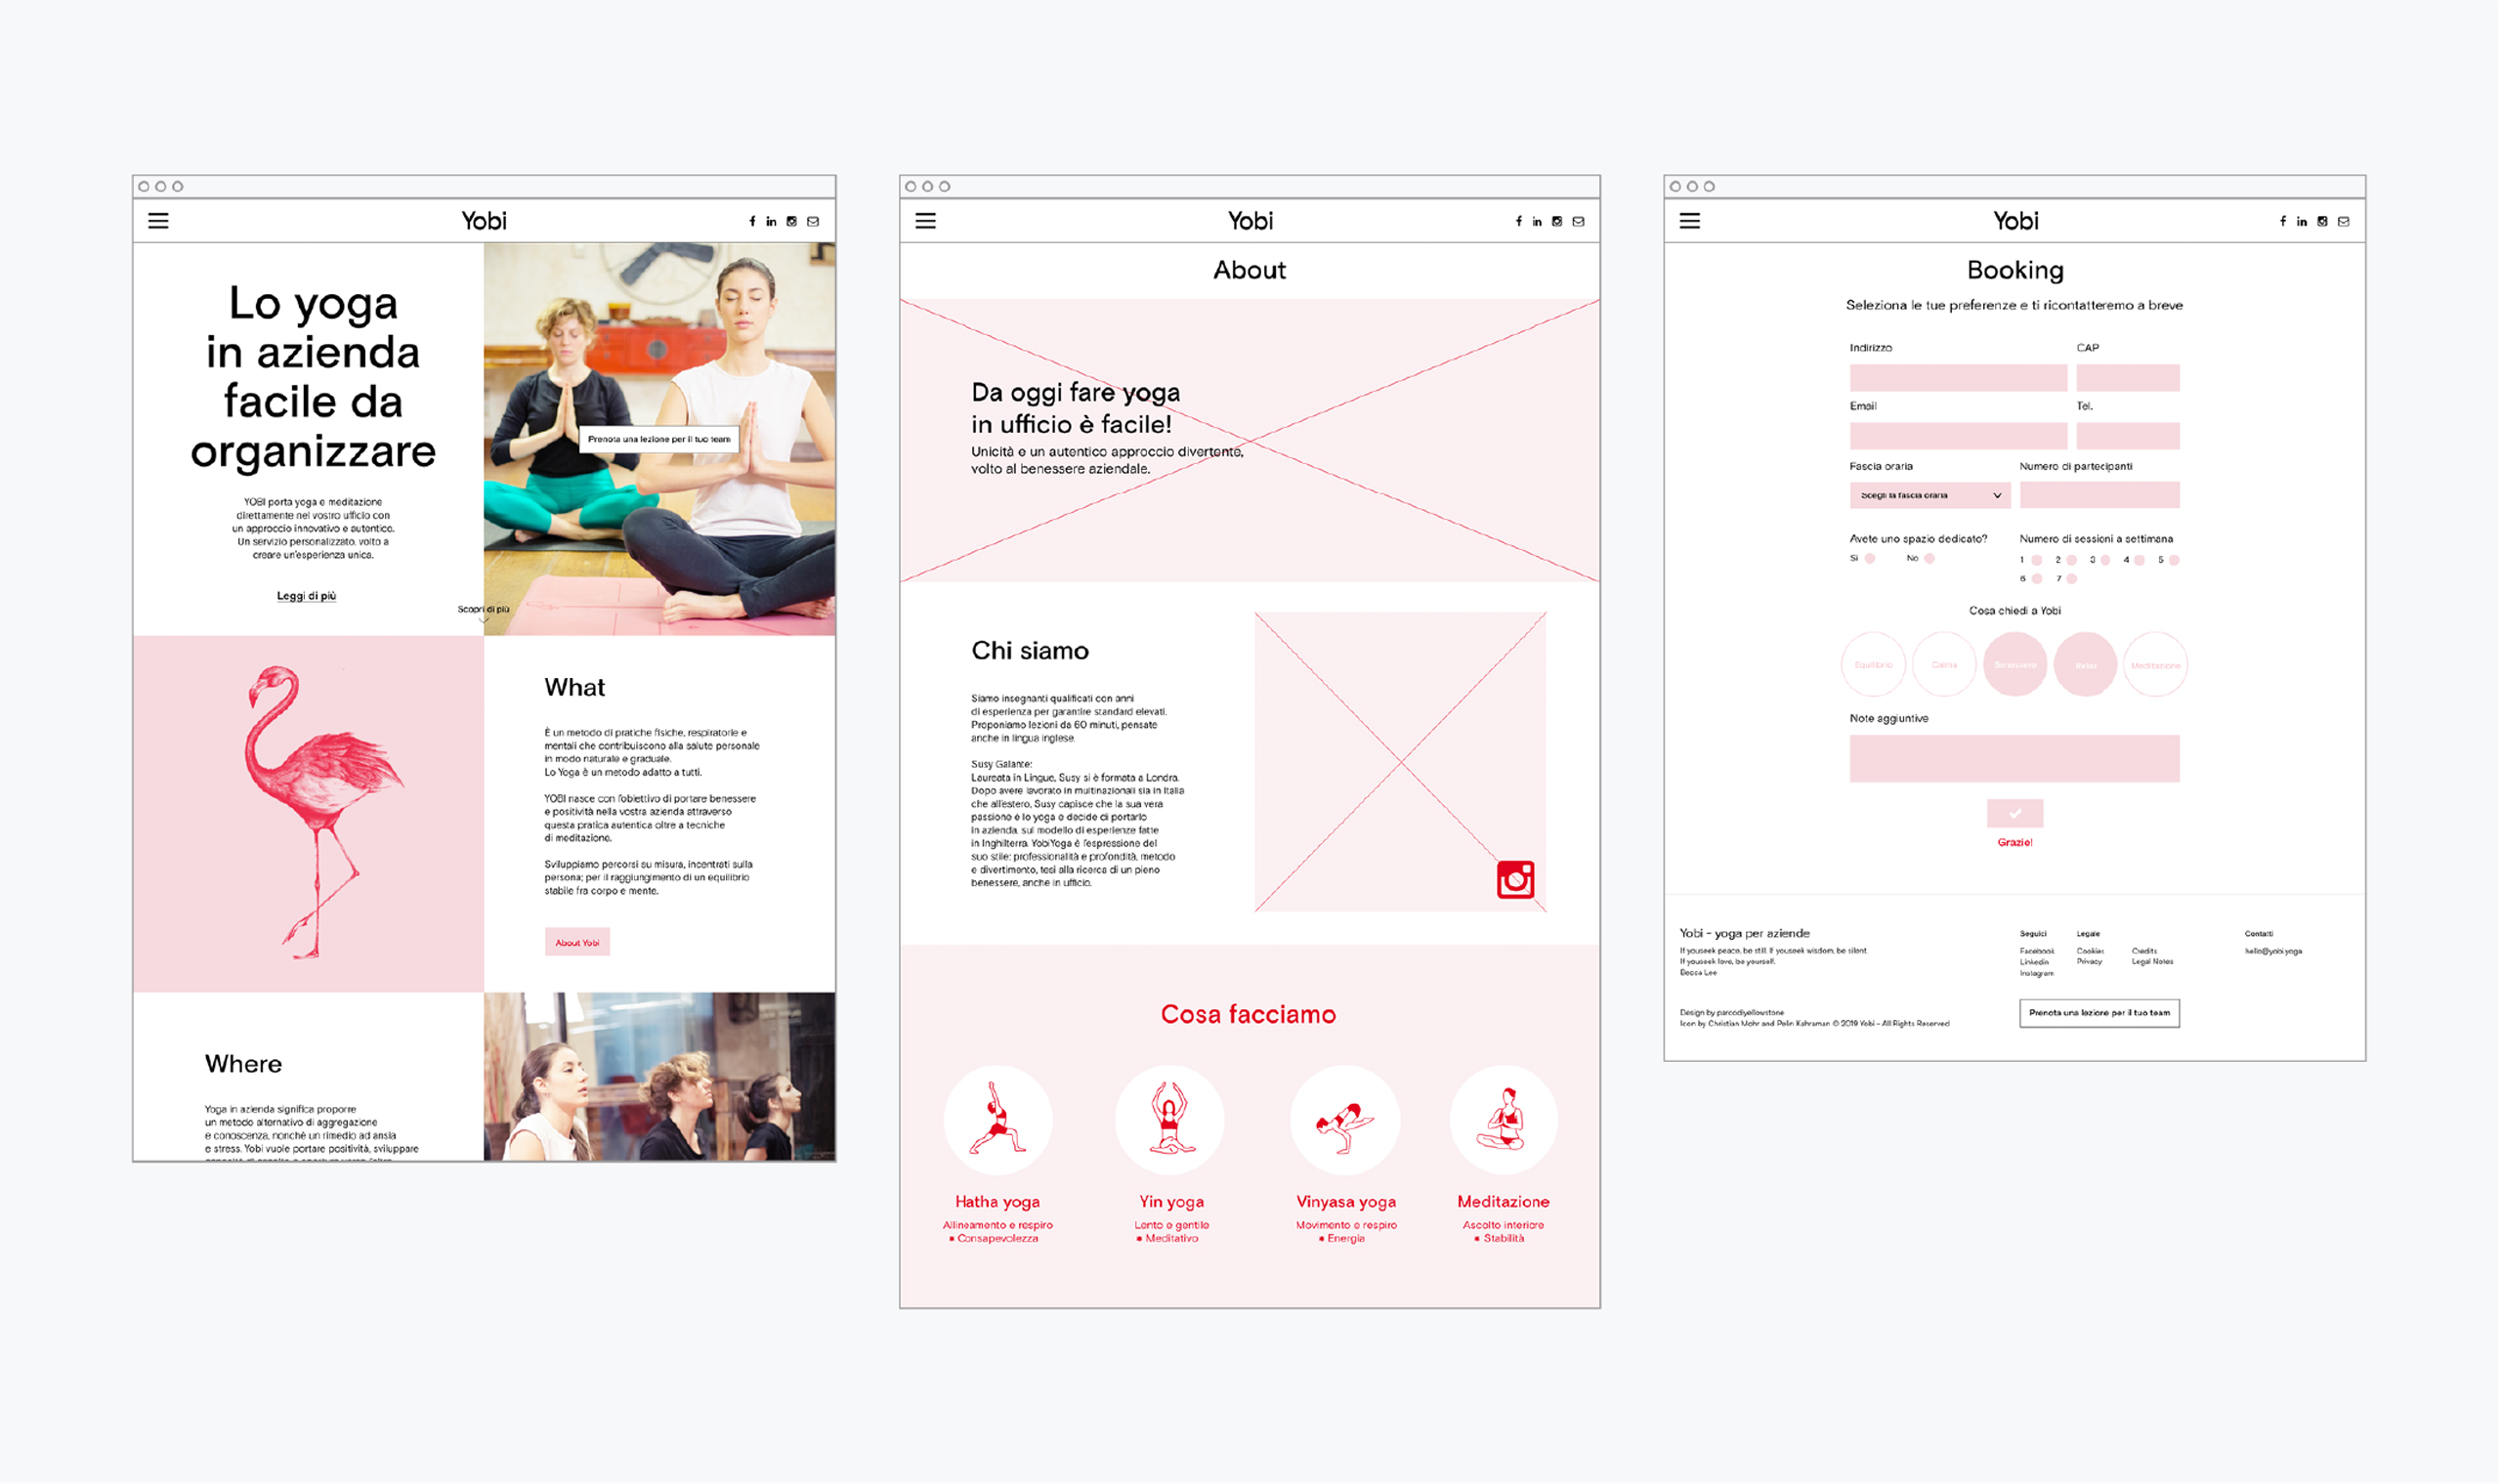 Yobi
Lo yoga
in azienda
facile da
organizzare
YOBI porta yoga e meditazione
direttamente nel vostro ufficio con
un approccio innovativo e autentico.
Un servizio personalizzato, volto a
creare un'esperienza unica.
Leggi di più
Prenota una lezione per il tuo team
Scopri di più
What
È un metodo di pratiche fisiche, respiratorie e
mentali che contribuiscono alla salute personale
in modo naturale e graduale.
Lo Yoga è un metodo adatto a tutti.
YOBI nasce con l'obiettivo di portare benessere
e positività nella vostra azienda attraverso
questa pratica autentica oltre a tecniche
di meditazione.
Sviluppiamo percorsi su misura, incentrati sulla
persona; per il raggiungimento di un equilibrio
stabile fra corpo e mente.
About Yobi
Where
Yoga in azienda significa proporre
un metodo alternativo di aggregazione
e conoscenza, nonché un rimedio ad ansia
e stress. Yobi vuole portare positività, sviluppare
Yobi
About
Da oggi fare yoga
in ufficio è facile!
Unicità e un autentico approccio divertente,
volto al benessere aziendale.
Chi siamo
Siamo insegnanti qualificati con anni
di esperienza per garantire standard elevati.
Proponiamo lezioni da 60 minuti, pensate
anche in lingua inglese.
Susy Galante:
Laureata in Lingue, Susy si è formata a Londra.
Dopo avere lavorato in multinazionali sia in Italia
che all'estero, Susy capisce che la sua vera
passione è lo yoga e decide di portarlo
in azienda, sul modello di esperienze fatte
in Inghilterra. YobiYoga è l'espressione del
suo stile: professionalità e profondità, metodo
e divertimento, tesi alla ricerca di un pieno
benessere, anche in ufficio.
Cosa facciamo
Hatha yoga
Allineamento e respiro
Consapevolezza
Yin yoga
Lento e gentile
Meditativo
Vinyasa yoga
Movimento e respiro
Energia
Meditazione
Ascolto interiore
Stabilità
Yobi
Booking
Seleziona le tue preferenze e ti ricontatteremo a breve
Indirizzo
CAP
Email
Tel.
Fascia oraria
Numero di partecipanti
Scegli la fascia oraria
Avete uno spazio dedicato?
Sì No
Numero di sessioni a settimana
1 2 3 4 5
6 7
Cosa chiedi a Yobi
Equilibrio Calma Benessere Relax Meditazione
Note aggiuntive
Grazie!
Yobi - yoga per aziende
If youseek peace, be still. If youseek wisdom, be silent.
If youseek love, be yourself.
Becca Lee
Seguici
Facebook
Linkedin
Instagram
Legale
Cookies
Privacy
Credits
Legal Notes
Contatti
hello@yobi.yoga
Design by parcodiyellowstone
Icon by Christian Mohr and Pelin Kahraman © 2019 Yobi - All Rights Reserved
Prenota una lezione per il tuo team